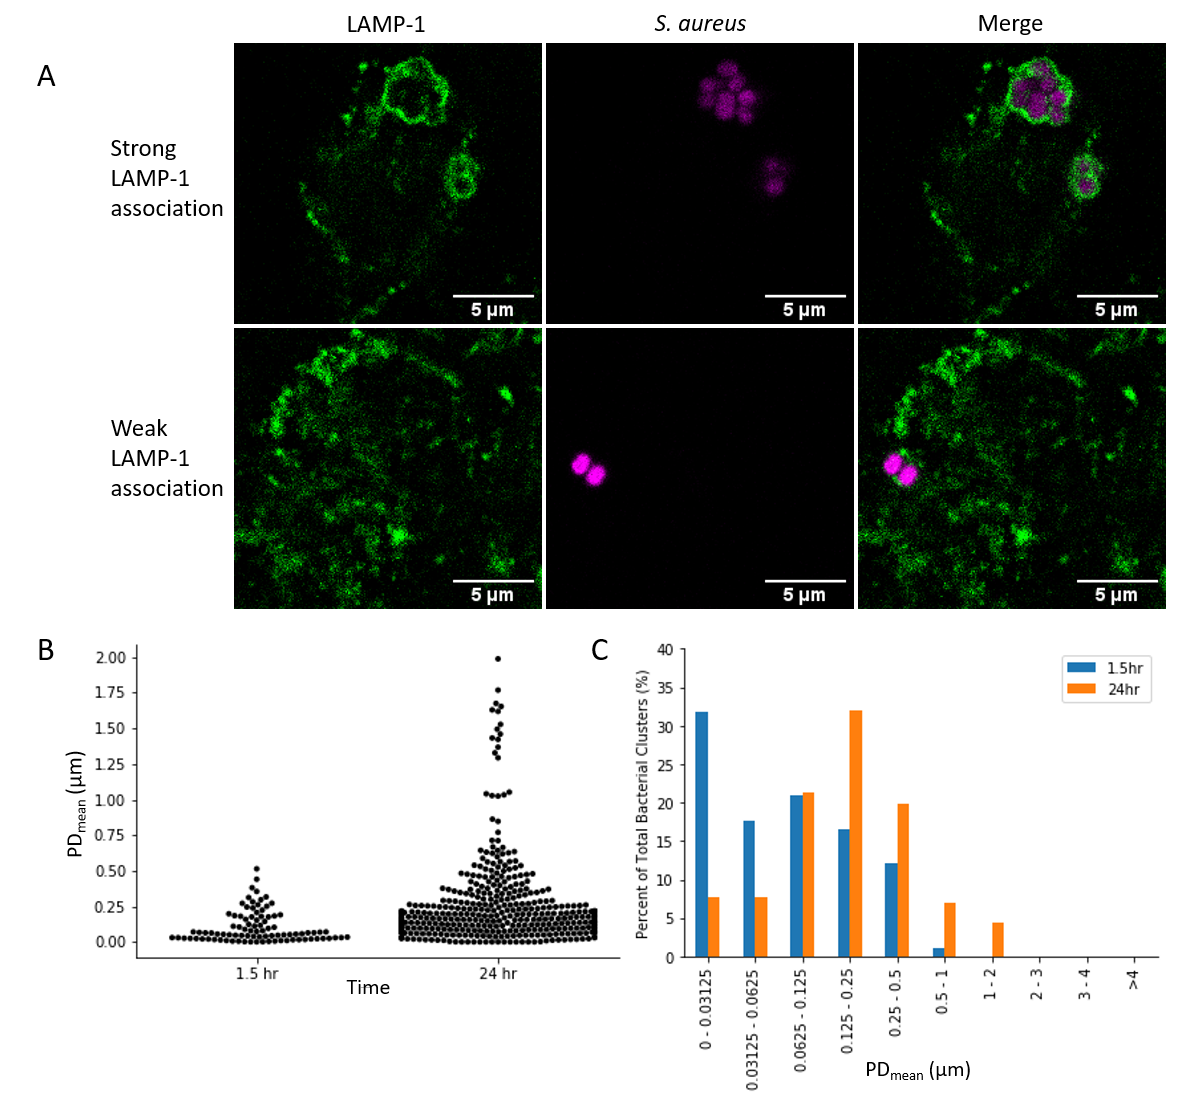 LAMP-1
S. aureus
Merge
A
Strong
LAMP-1
association
5 µm
5 µm
5 µm
Weak
LAMP-1
association
5 µm
5 µm
5 µm
B
PDmean (µm)
2.00
1.75
1.50
1.25
1.00
0.75
0.50
0.25
0.00
1.5 hr
24 hr
Time
C
Percent of Total Bacterial Clusters (%)
40
35
30
25
20
15
10
5
0
1.5hr
24hr
0 - 0.03125
0.03125 - 0.0625
0.0625 - 0.125
0.125 - 0.25
0.25 - 0.5
0.5 - 1
1 - 2
2 - 3
3 - 4
>4
PDmean (µm)